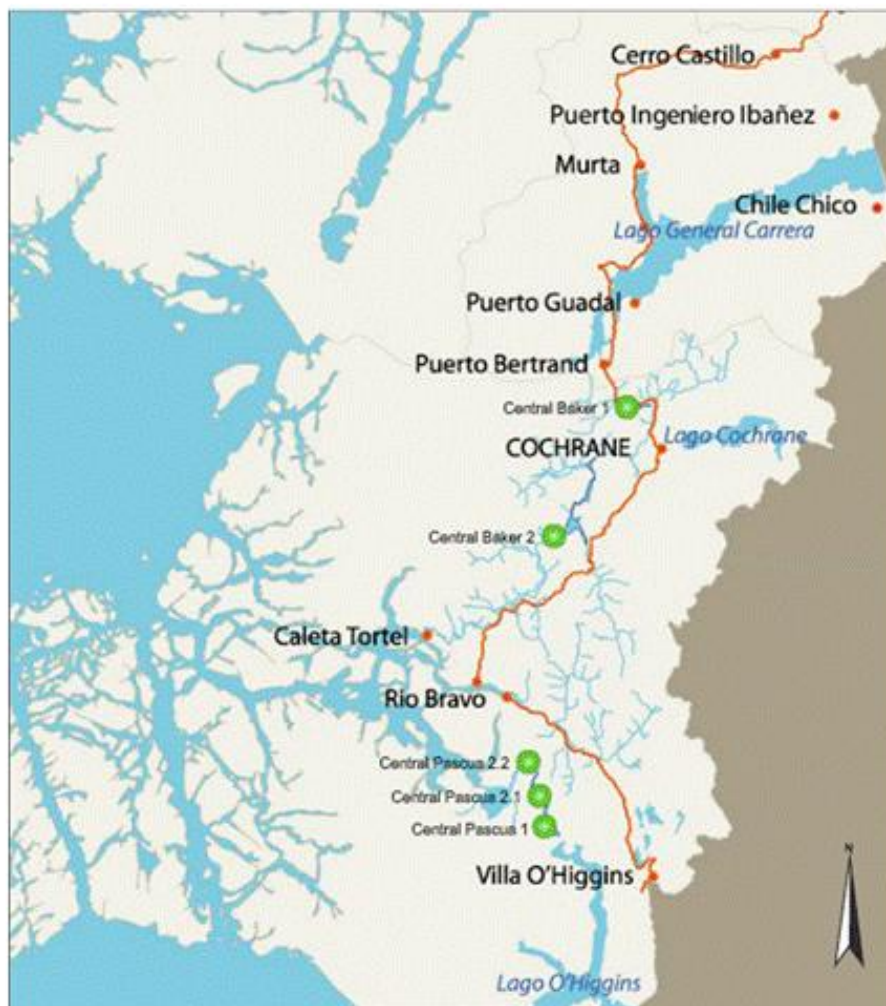 Cerro Castillo
Puerto Ingeniero Ibañez
Murta
Chile Chico
Lago General Carrera
Puerto Guadal
Puerto Bertrand
Central Baker 1
Lago Cochrane
COCHRANE
Central Baker 2
Caleta Tortel
Rio Bravo
Central Pascua 2.2
Central Pascua 2.1
Central Pascua 1
N
Villa O'Higgins
Lago O'Higgins